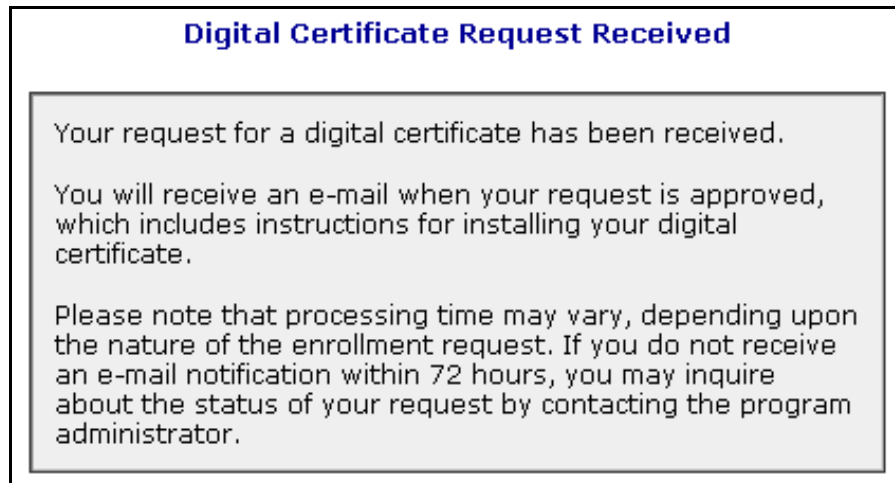 Digital Certificate Request Received
Your request for a digital certificate has been received.
You will receive an e-mail when your request is approved,
which includes instructions for installing your digital
certificate.
Please note that processing time may vary, depending upon
the nature of the enrollment request. If you do not receive
an e-mail notification within 72 hours, you may inquire
about the status of your request by contacting the program
administrator.